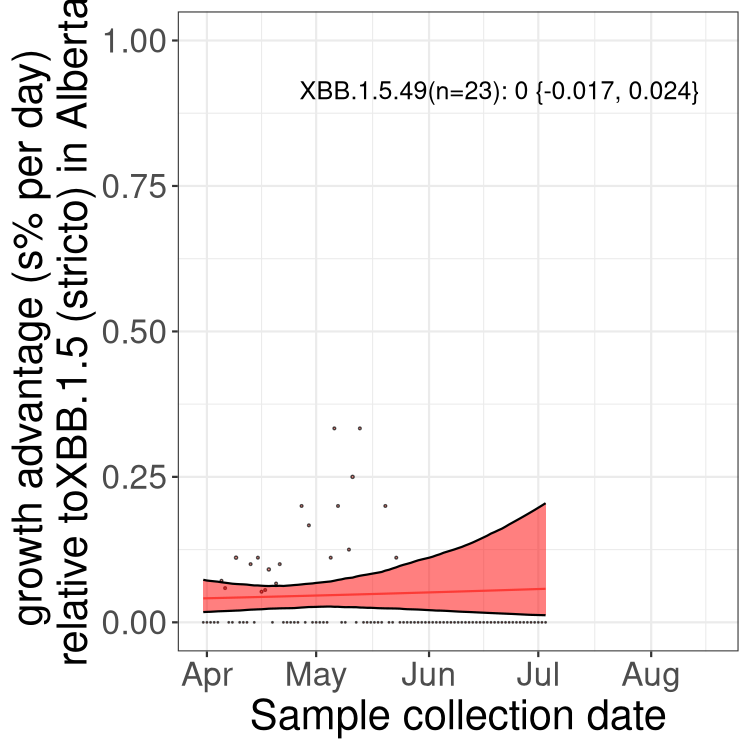 growth advantage (s% per day)
relative toXBB.1.5 (stricto) in Alberta
1.00
0.75
0.50
0.25
0.00
XBB.1.5.49(n=23): 0 {-0.017, 0.024}
Apr May Jun Jul Aug
Sample collection date